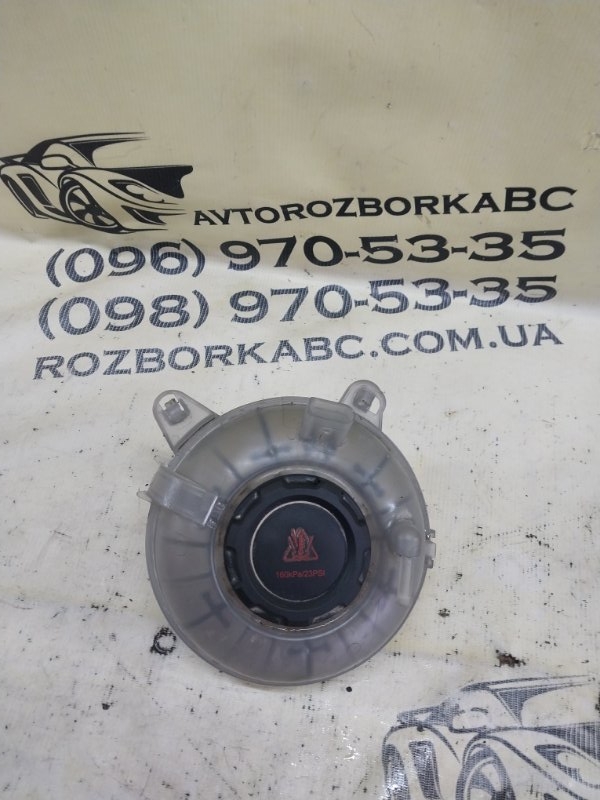 AVTOROZBORKABC
(096) 970-53-35
(098) 970-53-35
ROZBORKABC.COM.UA
160kPa/23PSI